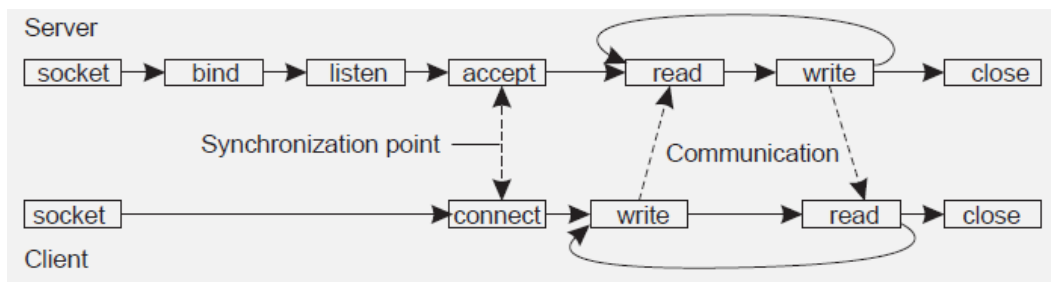 Server
socket bind listen accept read write close
Synchronization point
Communication
socket connect write read close
Client